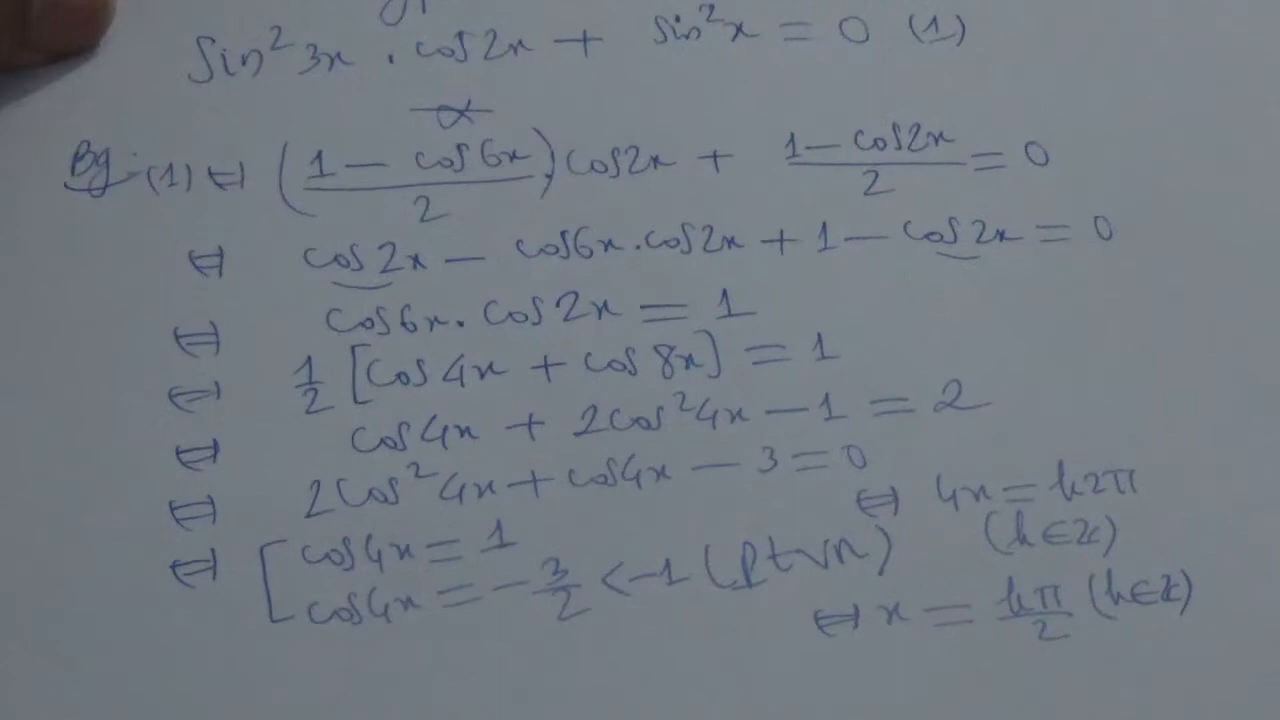 Sin²3x . cos2x + sin²x = 0 (1)
Bg: (1) ⇔ (1 - cos6x / 2) cos2x + 1 - cos2x / 2 = 0
⇔ cos2x - cos6x.cos2x + 1 - cos2x = 0
⇔ cos6x.cos2x = 1
⇔ 1/2 [cos4x + cos8x] = 1
⇔ cos4x + 2cos²4x - 1 = 2
⇔ 2cos²4x + cos4x - 3 = 0
⇔ [ cos4x = 1 ⇔ 4x = k2π (k∈Z)
cos4x = -3/2 < -1 (ptvn)
⇔ x = kπ/2 (k∈Z)